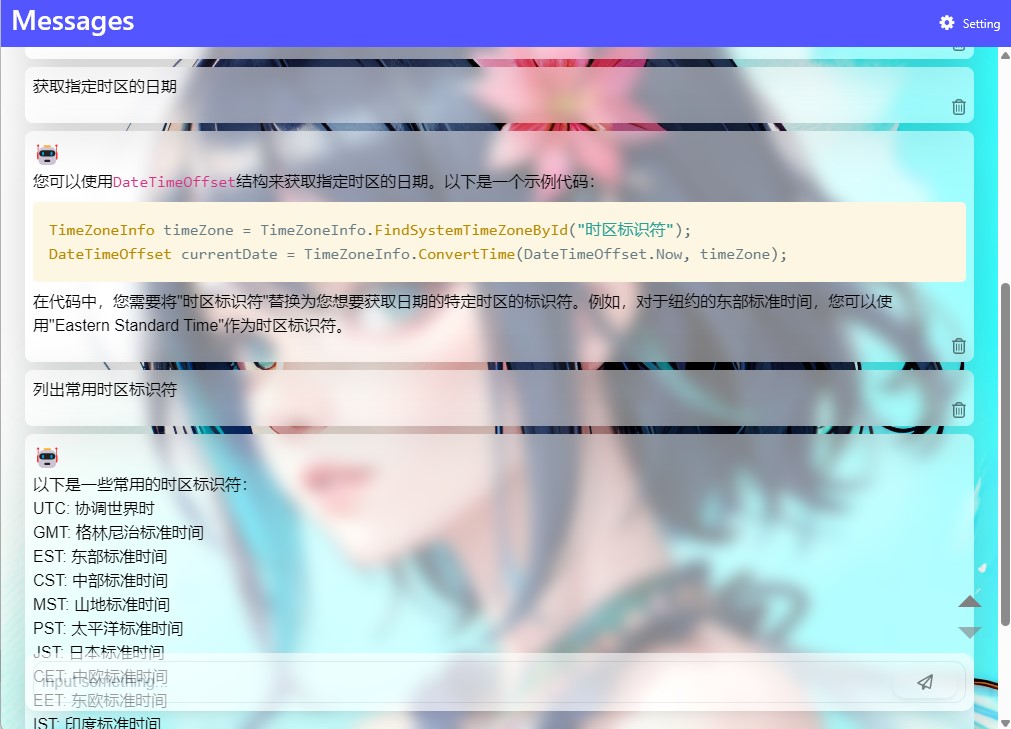 Messages
Setting
获取指定时区的日期
您可以使用DateTimeOffset结构来获取指定时区的日期。以下是一个示例代码：
TimeZoneInfo timeZone = TimeZoneInfo.FindSystemTimeZoneById("时区标识符");
DateTimeOffset currentDate = TimeZoneInfo.ConvertTime(DateTimeOffset.Now, timeZone);
在代码中，您需要将"时区标识符"替换为您想要获取日期的特定时区的标识符。例如，对于纽约的东部标准时间，您可以使
用"Eastern Standard Time"作为时区标识符。
列出常用时区标识符
以下是一些常用的时区标识符：
UTC: 协调世界时
GMT: 格林尼治标准时间
EST: 东部标准时间
CST: 中部标准时间
MST: 山地标准时间
PST: 太平洋标准时间
JST: 日本标准时间
CET: 中欧标准时间
Input something...
EET: 东欧标准时间
IST: 印度标准时间